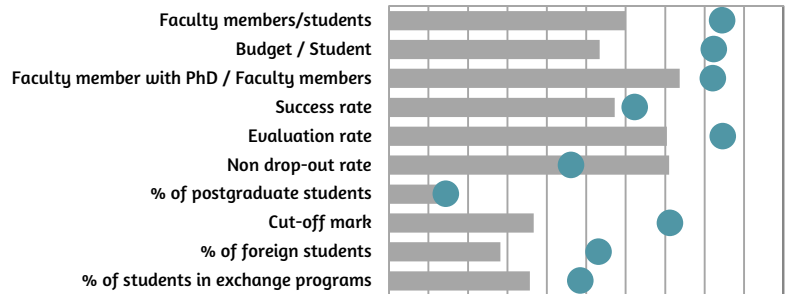 Faculty members/students
Budget / Student
Faculty member with PhD / Faculty members
Success rate
Evaluation rate
Non drop-out rate
% of postgraduate students
Cut-off mark
% of foreign students
% of students in exchange programs